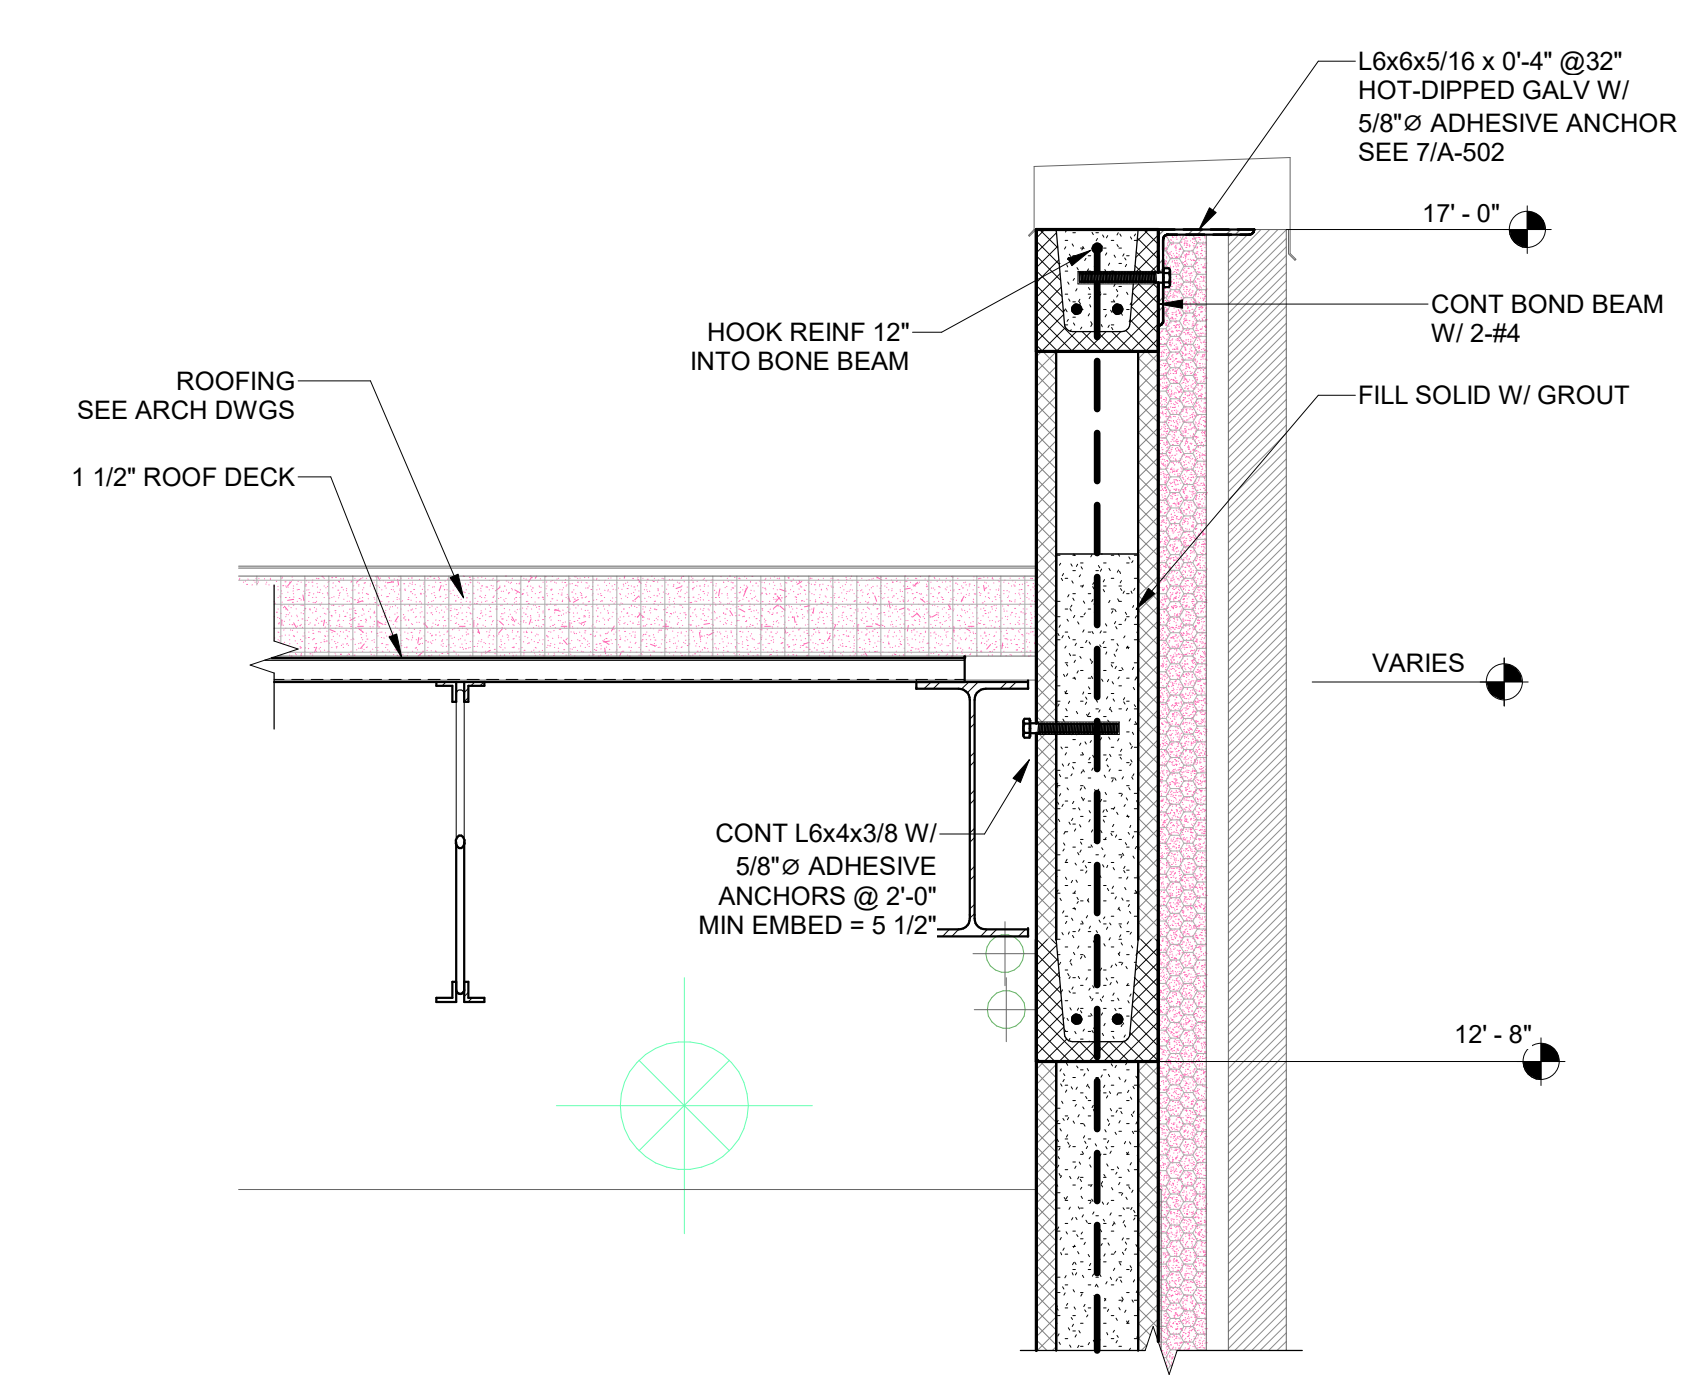 L6x6x5/16 x 0'-4" @32"
HOT-DIPPED GALV W/
5/8"∅ ADHESIVE ANCHOR
SEE 7/A-502
17' - 0"
HOOK REINF 12"
INTO BONE BEAM
CONT BOND BEAM
W/ 2-#4
ROOFING
SEE ARCH DWGS
FILL SOLID W/ GROUT
1 1/2" ROOF DECK
VARIES
CONT L6x4x3/8 W/
5/8"∅ ADHESIVE
ANCHORS @ 2'-0"
MIN EMBED = 5 1/2"
12' - 8"